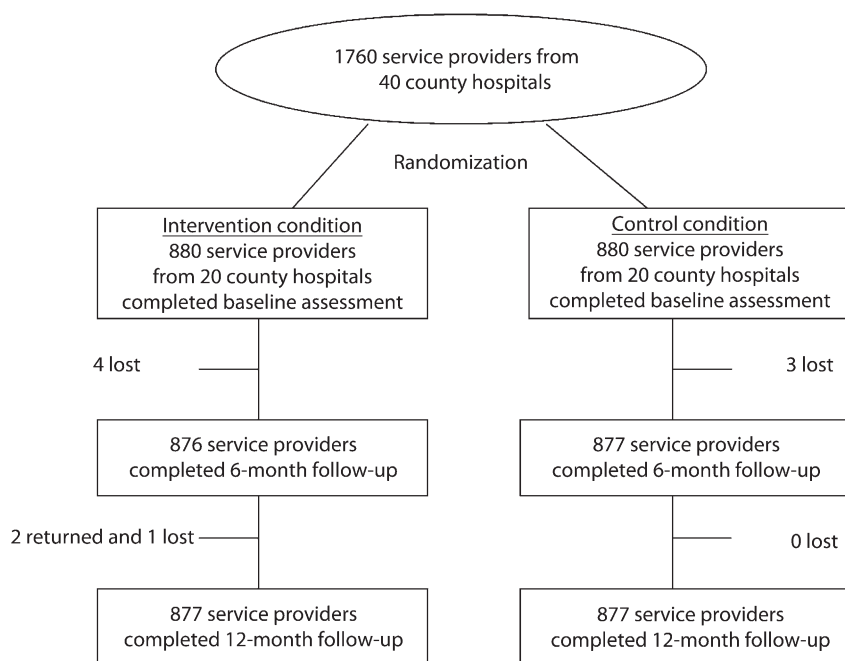 1760 service providers from
40 county hospitals
Randomization
Intervention condition
880 service providers
from 20 county hospitals
completed baseline assessment
Control condition
880 service providers
from 20 county hospitals
completed baseline assessment
4 lost
3 lost
876 service providers
completed 6-month follow-up
877 service providers
completed 6-month follow-up
2 returned and 1 lost
0 lost
877 service providers
completed 12-month follow-up
877 service providers
completed 12-month follow-up